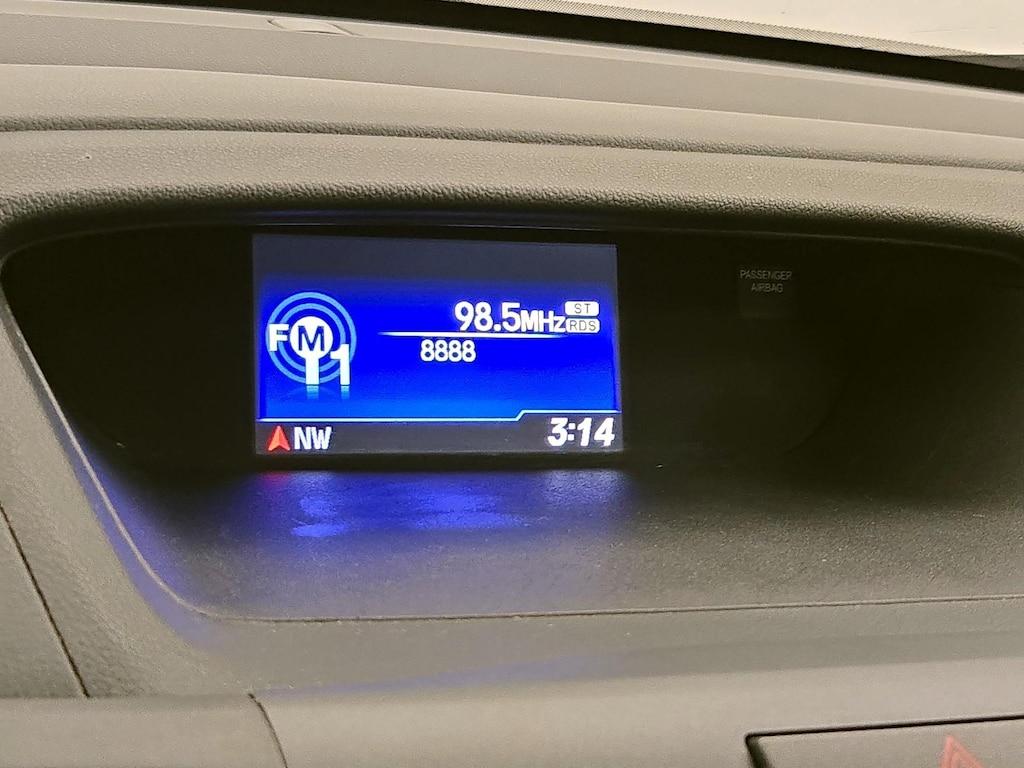 98.5MHz ST
FM1 RDS
8888
NW 3:14
PASSENGER
AIRBAG